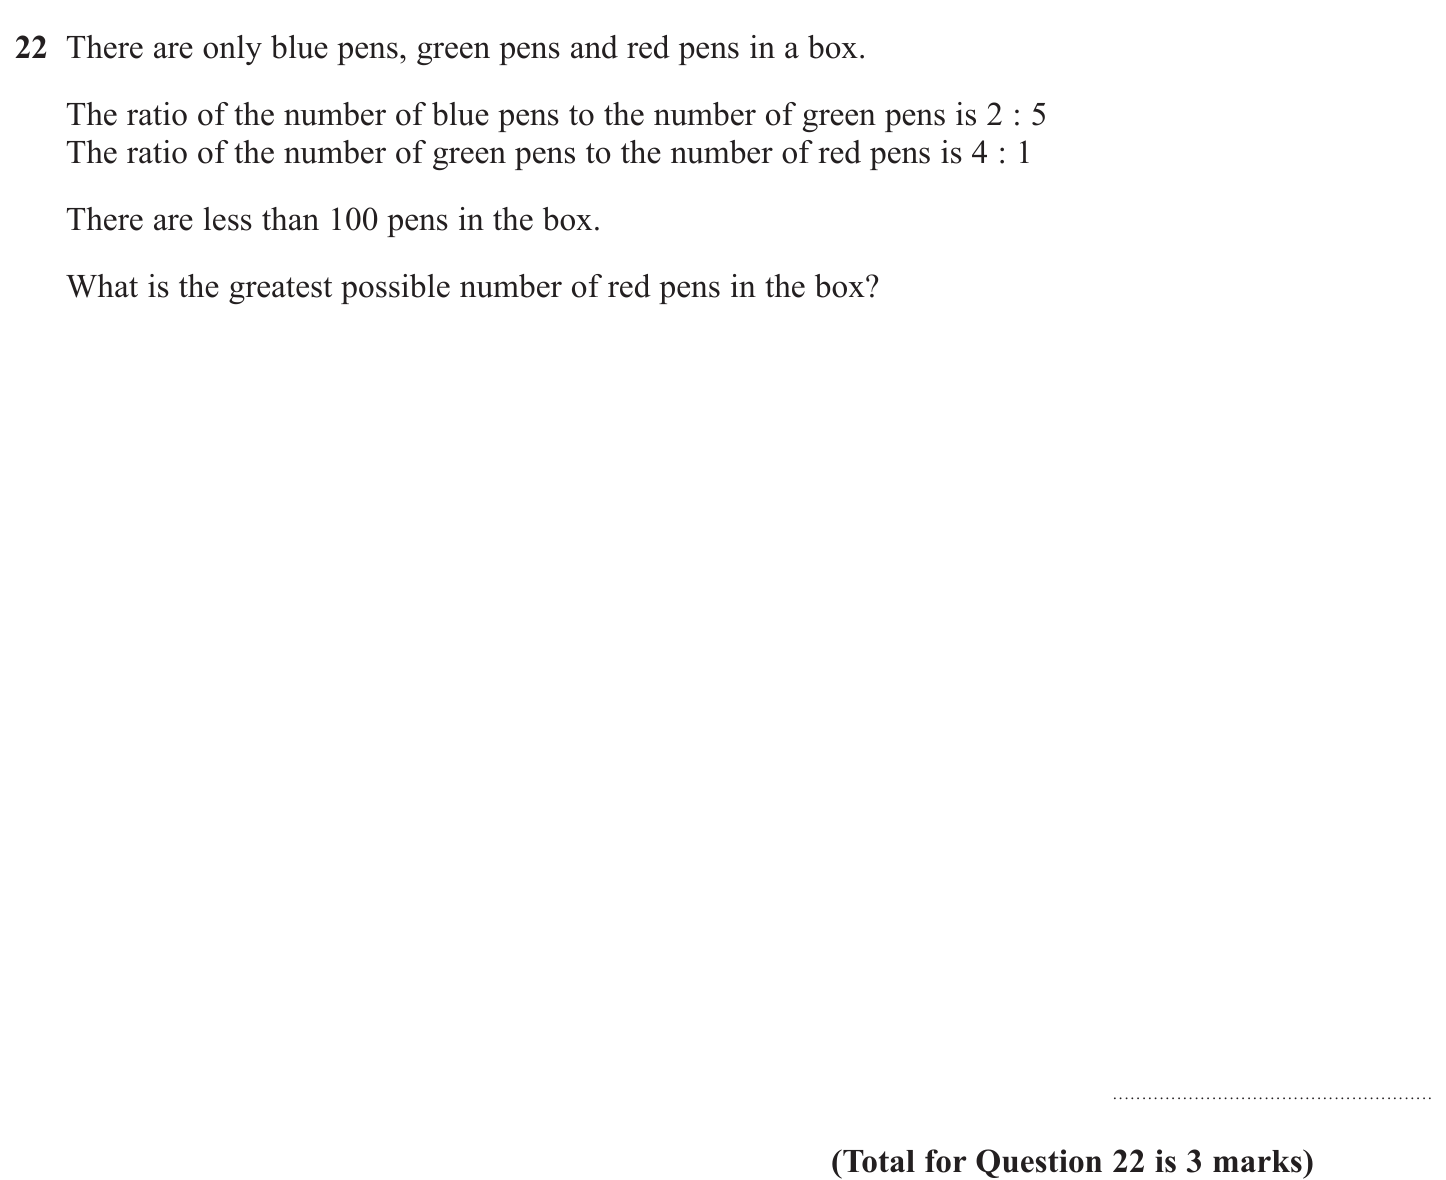 22 There are only blue pens, green pens and red pens in a box.
The ratio of the number of blue pens to the number of green pens is 2 : 5
The ratio of the number of green pens to the number of red pens is 4 : 1
There are less than 100 pens in the box.
What is the greatest possible number of red pens in the box?
(Total for Question 22 is 3 marks)